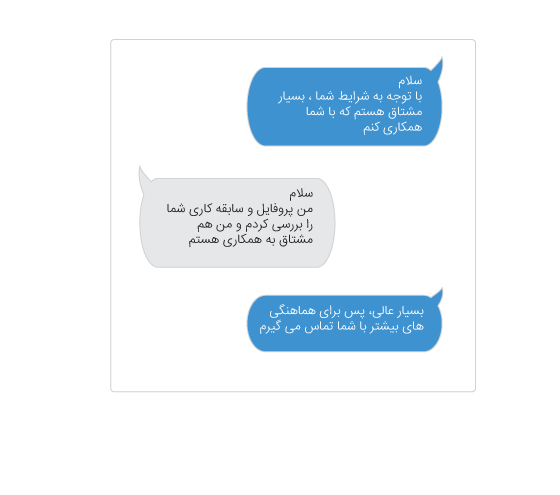 سلام
با توجه به شرایط شما ، بسیار
مشتاق هستم که با شما
همکاری کنم
سلام
من پروفایل و سابقه کاری شما
را بررسی کردم و من هم
مشتاق به همکاری هستم
بسیار عالی، پس برای هماهنگی
های بیشتر با شما تماس می گیرم